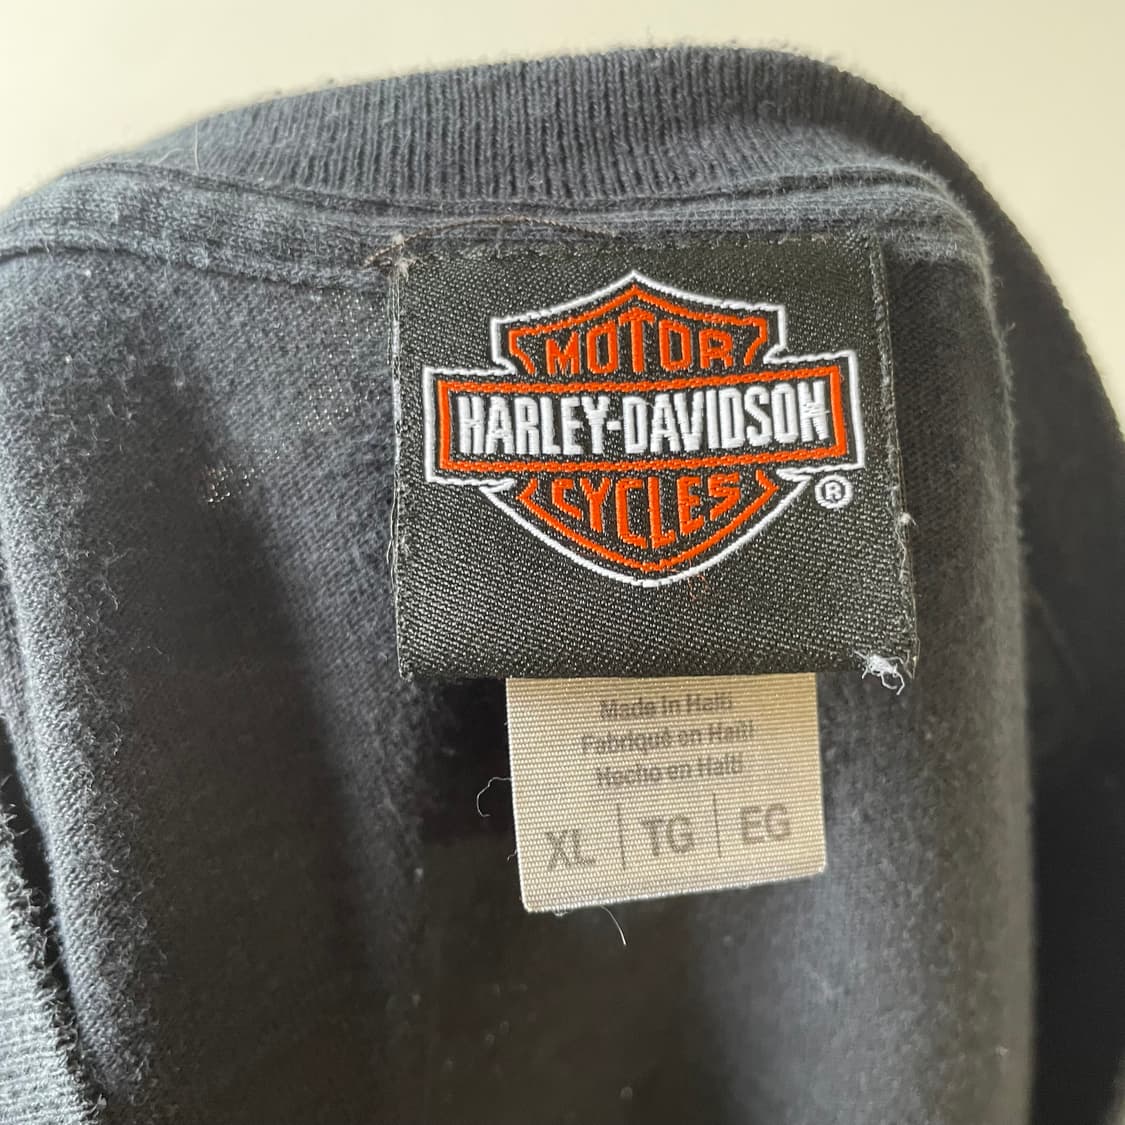 MOTOR
HARLEY-DAVIDSON
CYCLES
®
Made in Haiti
Fabriqué en Haïti
Hecho en Haití
XL | TG | EG